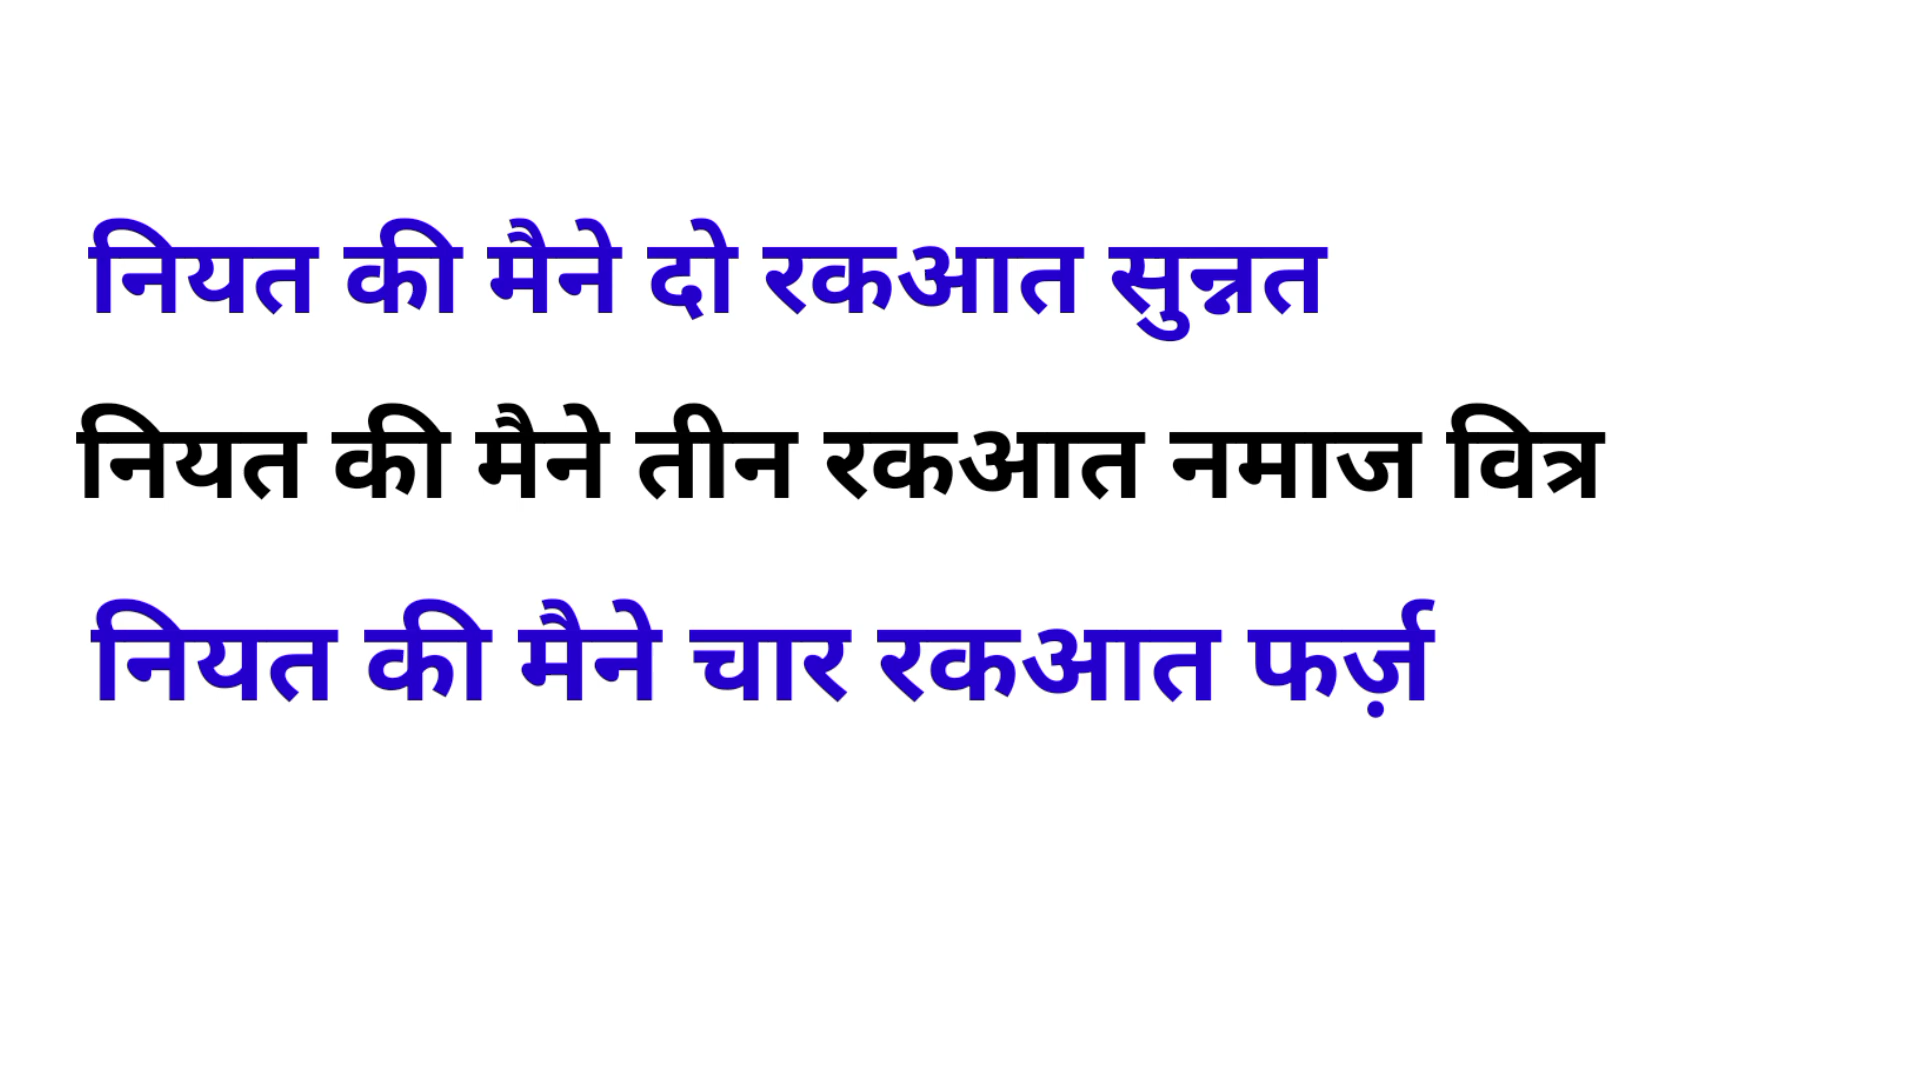 नियत की मैने दो रकआत सुन्नत
नियत की मैने तीन रकआत नमाज वित्र
नियत की मैने चार रकआत फर्ज़